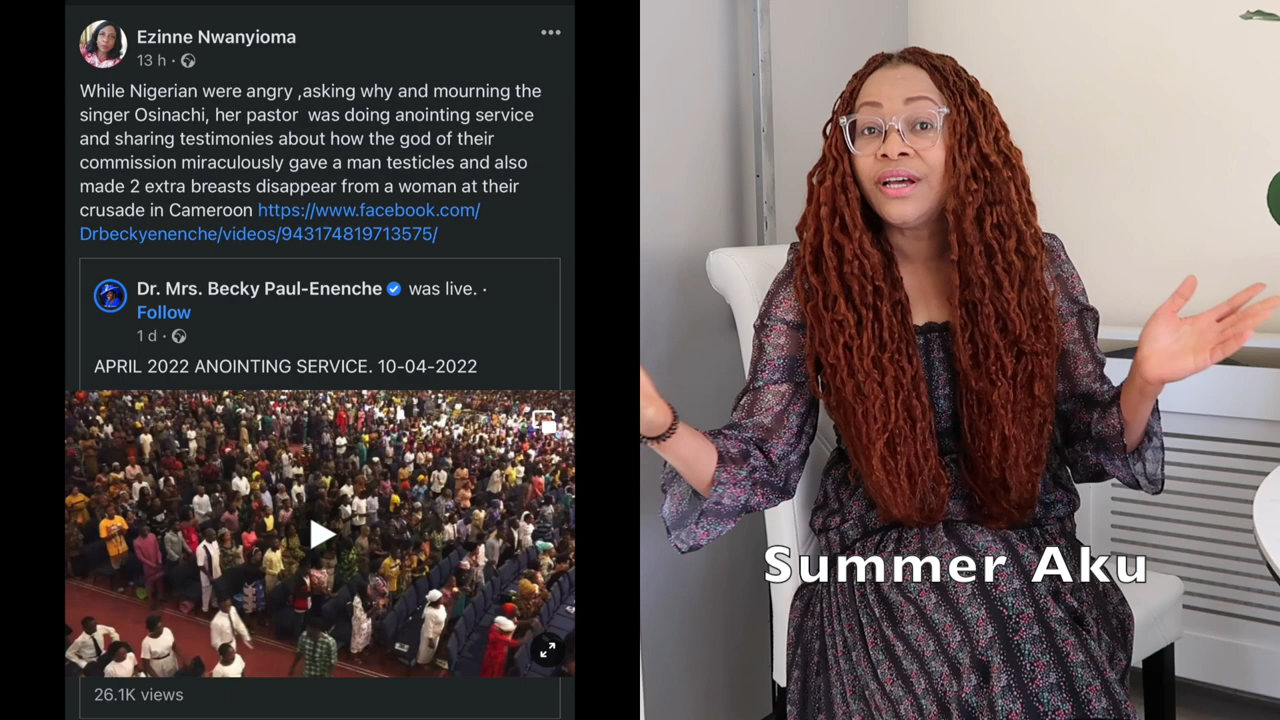 Ezinne Nwanyioma
13 h ·
While Nigerian were angry ,asking why and mourning the
singer Osinachi, her pastor was doing anointing service
and sharing testimonies about how the god of their
commission miraculously gave a man testicles and also
made 2 extra breasts disappear from a woman at their
crusade in Cameroon https://www.facebook.com/
Drbeckyenenche/videos/943174819713575/
Dr. Mrs. Becky Paul-Enenche was live. ·
Follow
1 d ·
APRIL 2022 ANOINTING SERVICE. 10-04-2022
26.1K views
Summer Aku